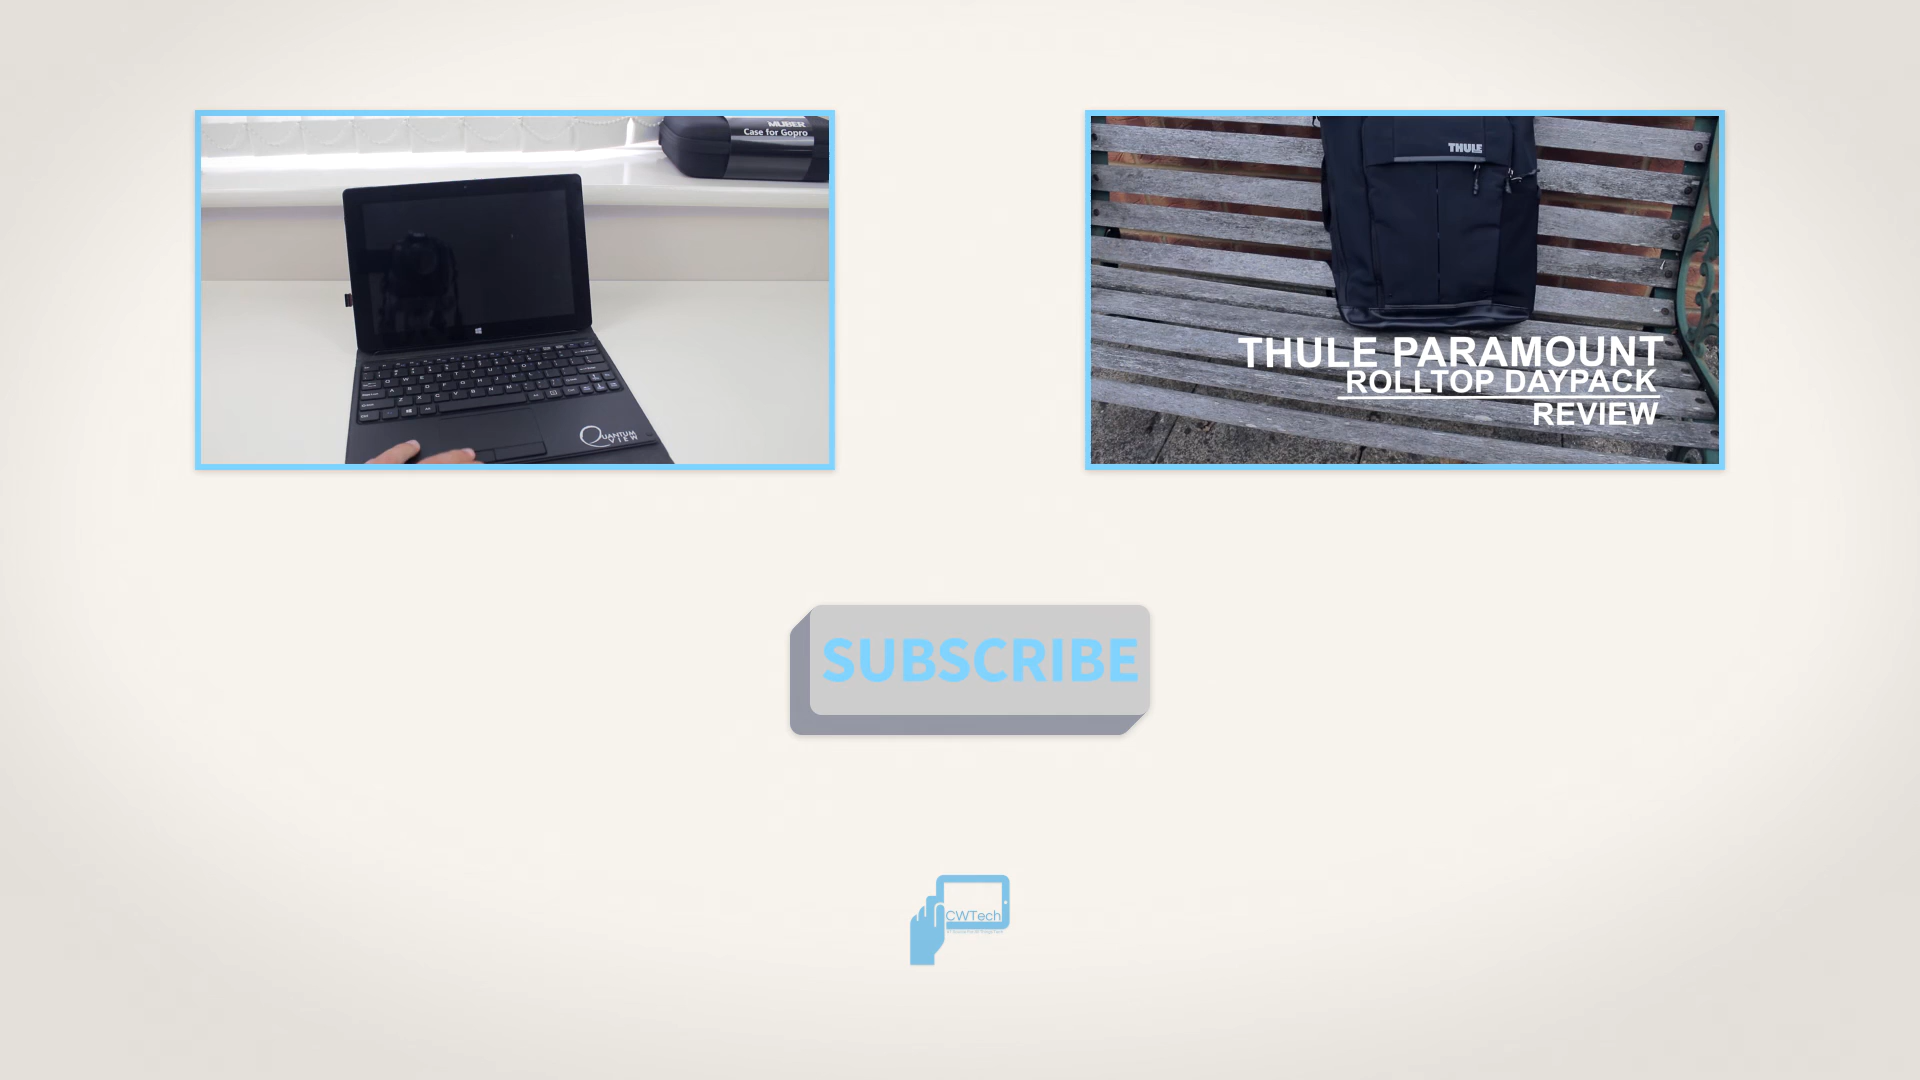 MUBER
Case for Gopro
QUANTUM
VIEW
THULE
THULE PARAMOUNT
ROLLTOP DAYPACK
REVIEW
SUBSCRIBE
CWTech